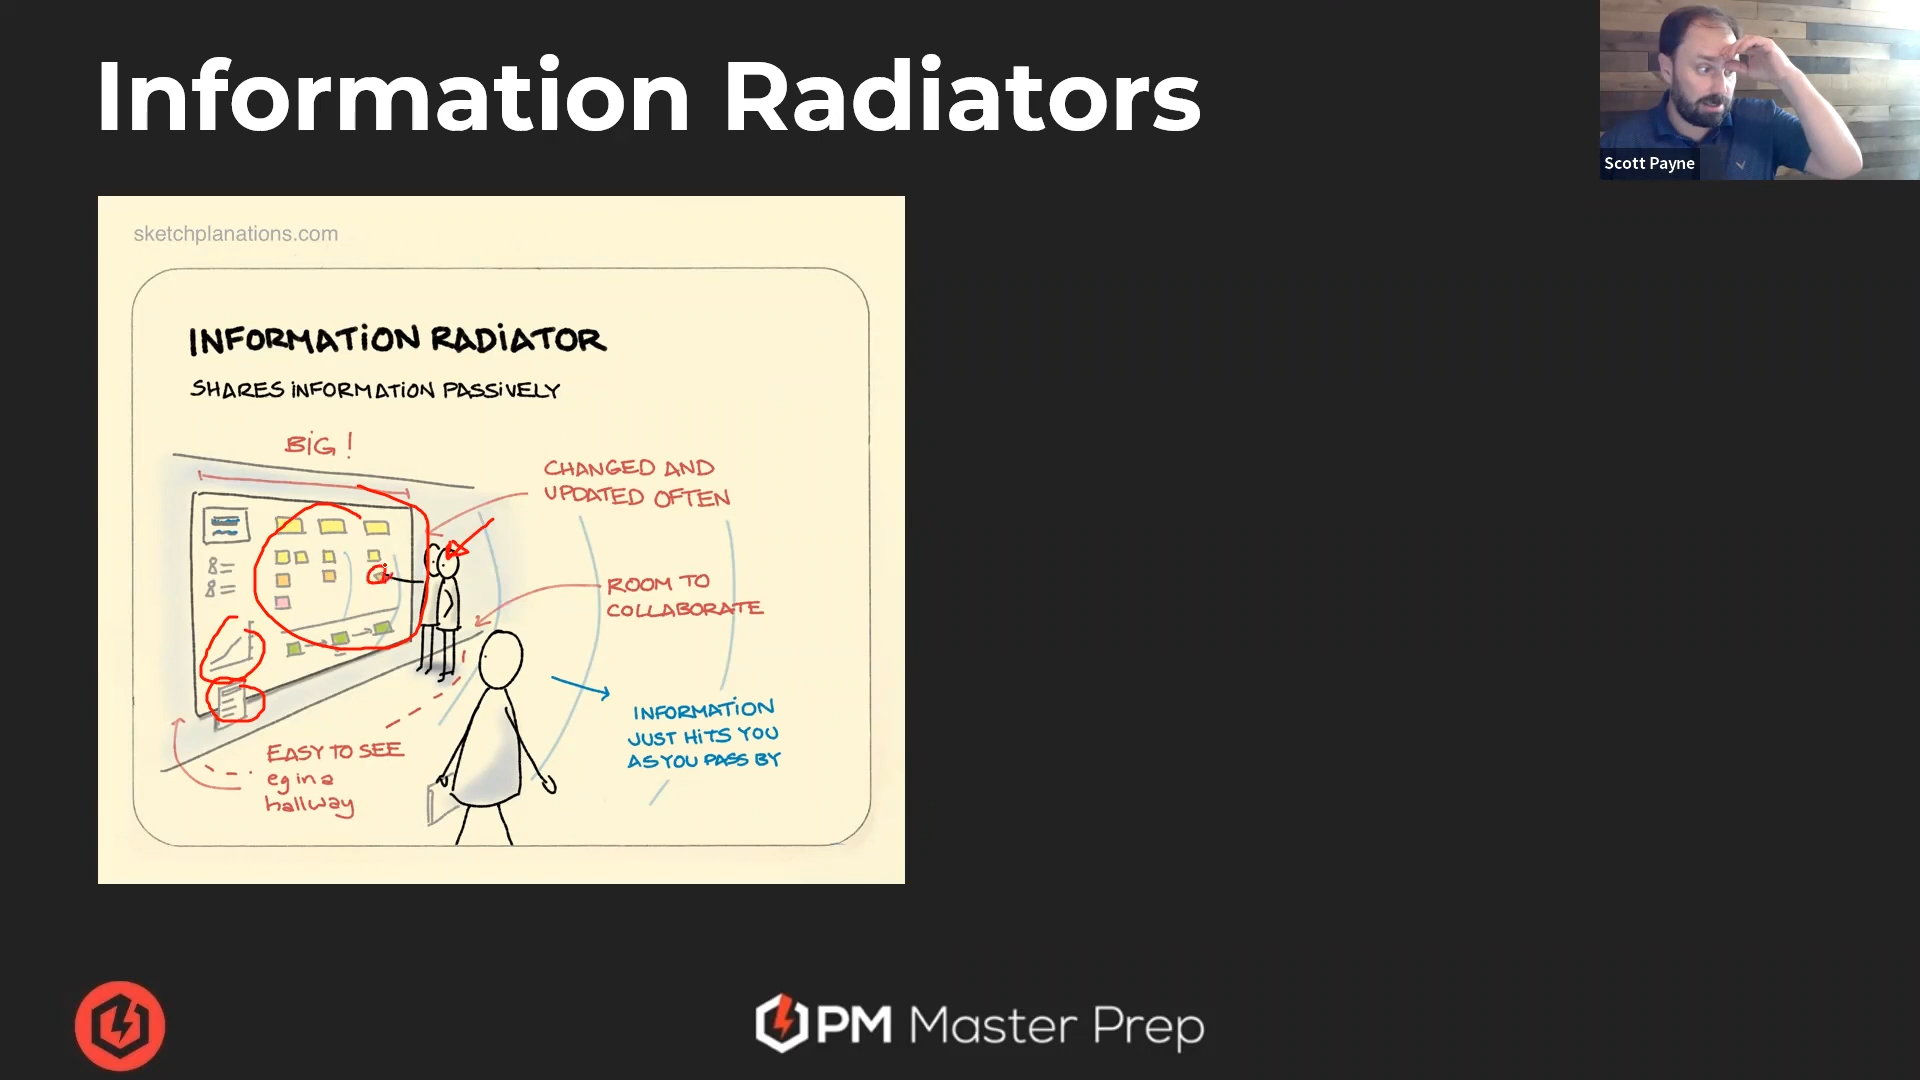 Information Radiators
Scott Payne
sketchplanations.com
INFORMATION RADIATOR
SHARES INFORMATION PASSIVELY
BIG!
CHANGED AND
UPDATED OFTEN
ROOM TO
COLLABORATE
INFORMATION
JUST HITS YOU
AS YOU PASS BY
EASY TO SEE
eg in a
hallway
PM Master Prep